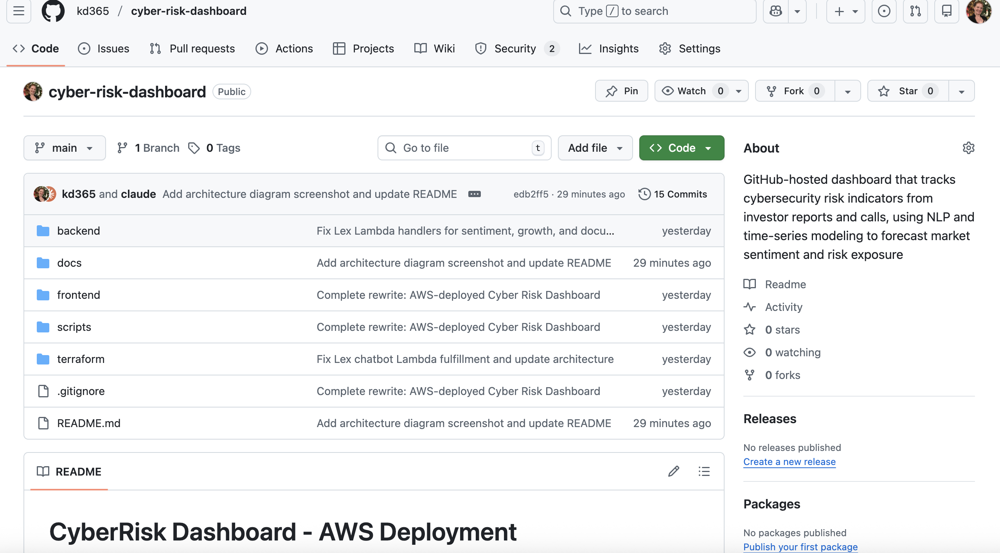 kd365 / cyber-risk-dashboard
Type / to search
Code
Issues
Pull requests
Actions
Projects
Wiki
Security 2
Insights
Settings
cyber-risk-dashboard Public
Pin
Watch 0
Fork 0
Star 0
main
1 Branch
0 Tags
Go to file t
Add file
Code
kd365 and claude Add architecture diagram screenshot and update README
edb2ff5 · 29 minutes ago
15 Commits
backend Fix Lex Lambda handlers for sentiment, growth, and docu... yesterday
docs Add architecture diagram screenshot and update README 29 minutes ago
frontend Complete rewrite: AWS-deployed Cyber Risk Dashboard yesterday
scripts Complete rewrite: AWS-deployed Cyber Risk Dashboard yesterday
terraform Fix Lex chatbot Lambda fulfillment and update architecture yesterday
.gitignore Complete rewrite: AWS-deployed Cyber Risk Dashboard yesterday
README.md Add architecture diagram screenshot and update README 29 minutes ago
README
CyberRisk Dashboard - AWS Deployment
About
GitHub-hosted dashboard that tracks
cybersecurity risk indicators from
investor reports and calls, using NLP and
time-series modeling to forecast market
sentiment and risk exposure
Readme
Activity
0 stars
0 watching
0 forks
Releases
No releases published
Create a new release
Packages
No packages published
Publish your first package